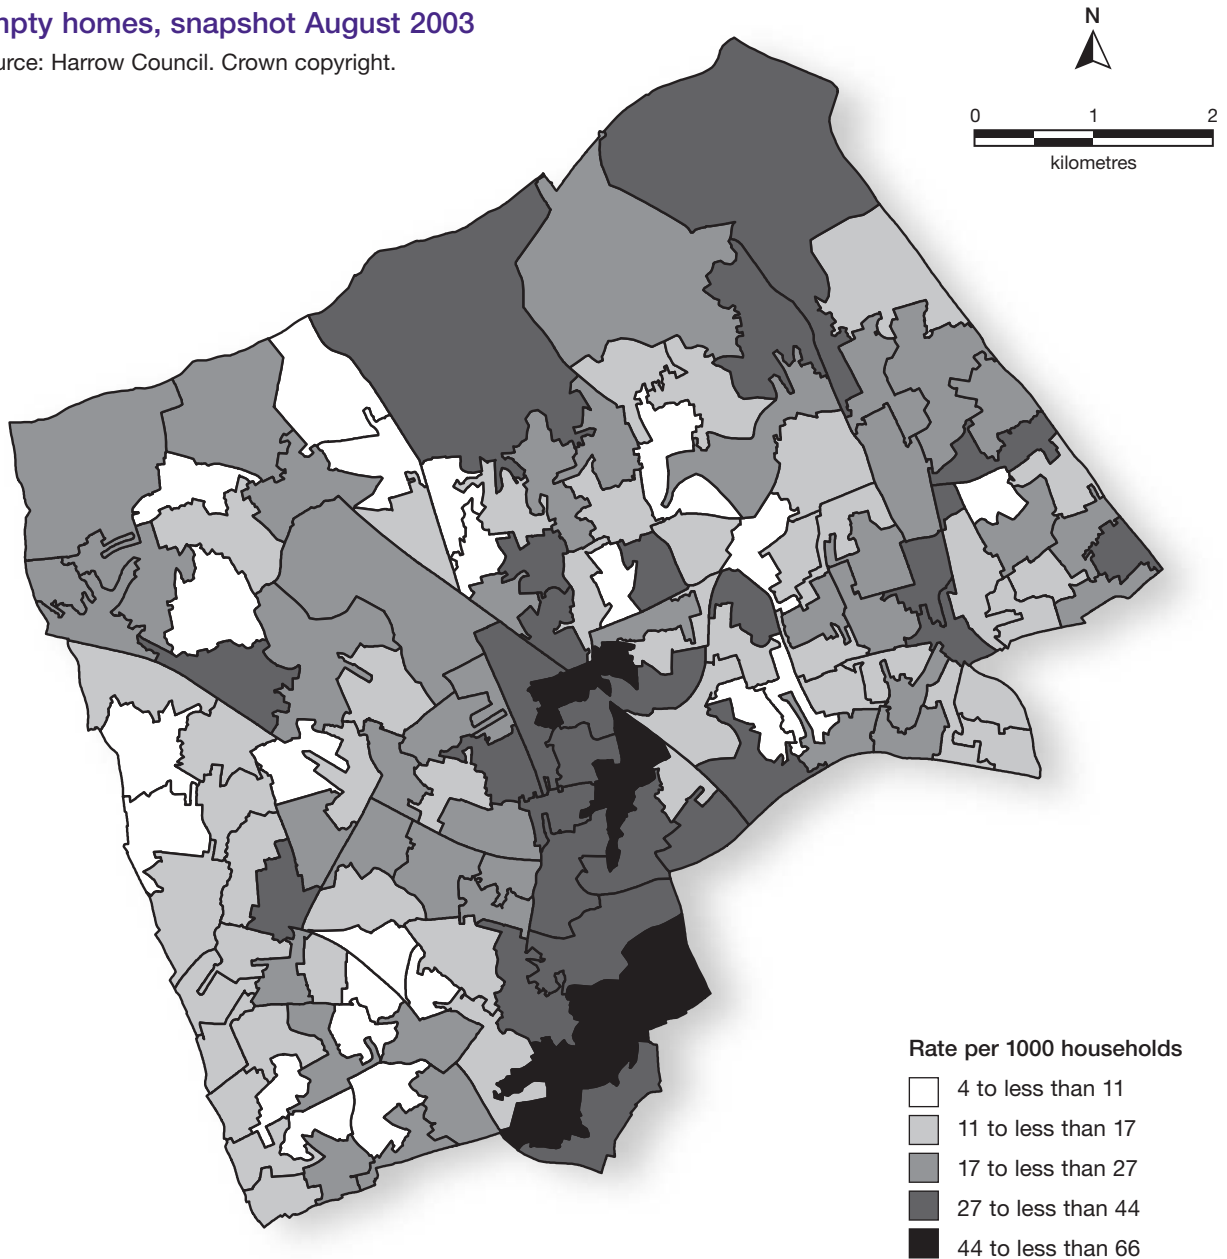 mpty homes, snapshot August 2003
urce: Harrow Council. Crown copyright.
N
0 1 2
kilometres
Rate per 1000 households
4 to less than 11
11 to less than 17
17 to less than 27
27 to less than 44
44 to less than 66